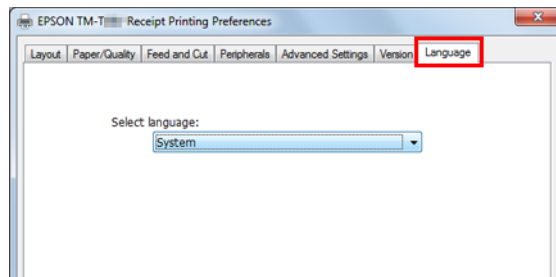 EPSON TM-T Receipt Printing Preferences
Layout Paper/Quality Feed and Cut Peripherals Advanced Settings Version Language
Select language:
System